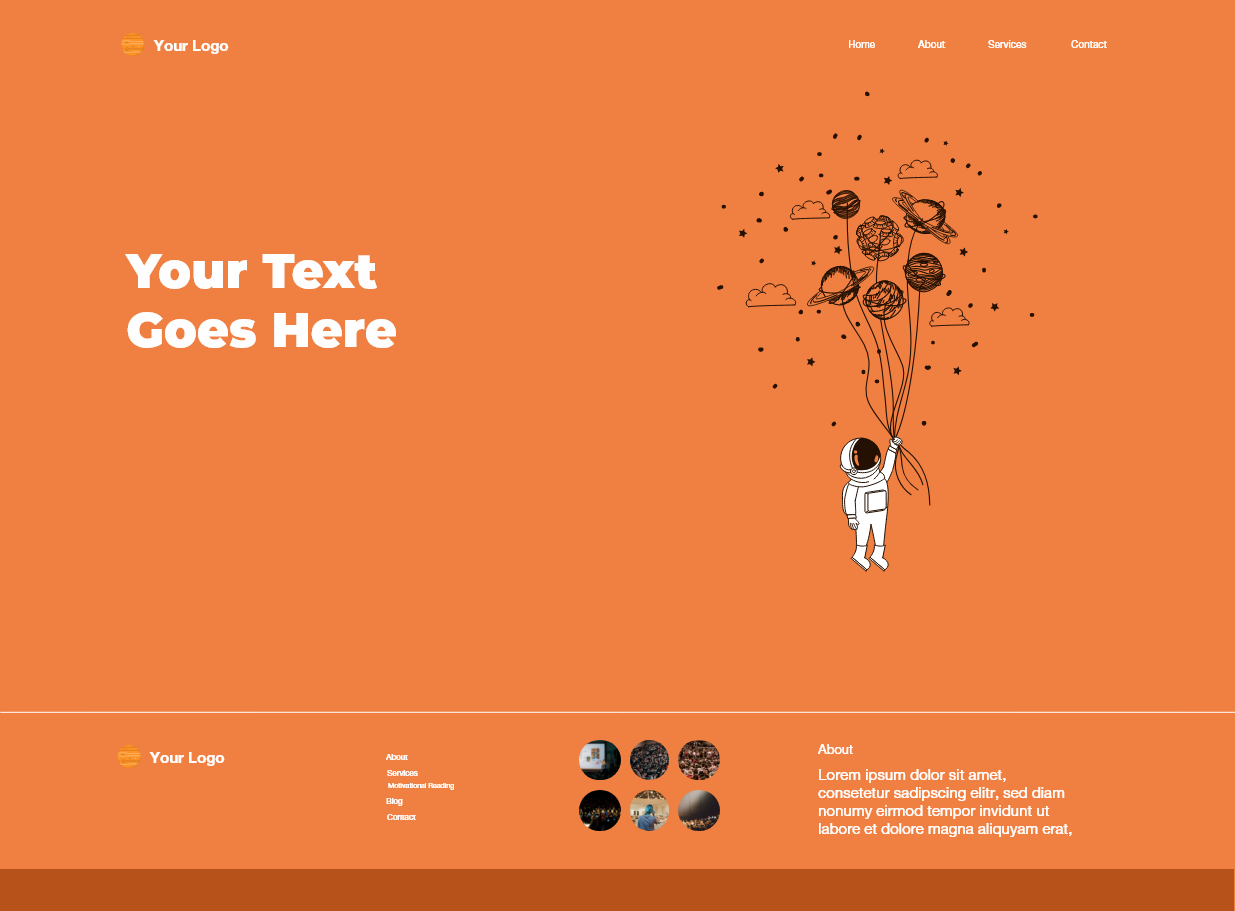 Your Logo
Home
About
Services
Contact
Your Text
Goes Here
Your Logo
About
Services
Motivational Reading
Blog
Contact
About
Lorem ipsum dolor sit amet,
consetetur sadipscing elitr, sed diam
nonumy eirmod tempor invidunt ut
labore et dolore magna aliquyam erat,